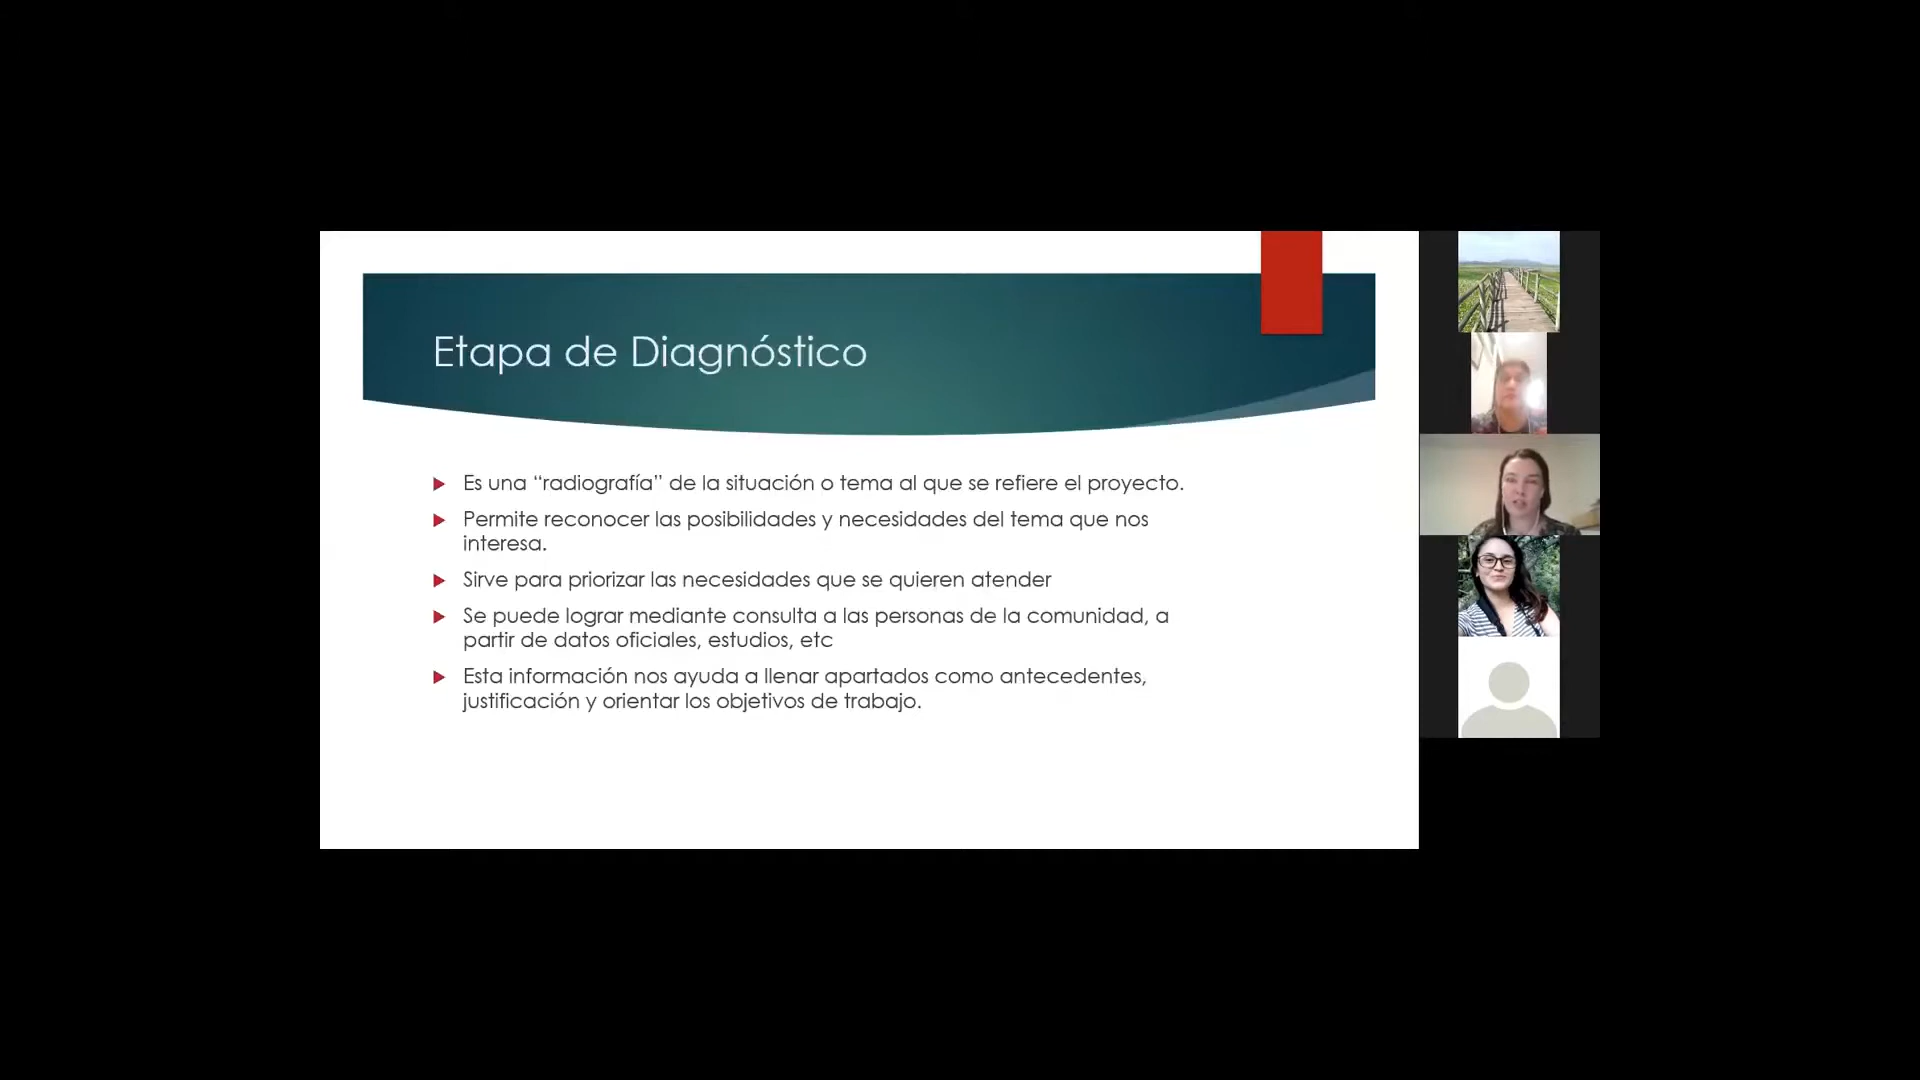 Etapa de Diagnóstico
Es una “radiografía” de la situación o tema al que se refiere el proyecto.
Permite reconocer las posibilidades y necesidades del tema que nos
interesa.
Sirve para priorizar las necesidades que se quieren atender
Se puede lograr mediante consulta a las personas de la comunidad, a
partir de datos oficiales, estudios, etc
Esta información nos ayuda a llenar apartados como antecedentes,
justificación y orientar los objetivos de trabajo.